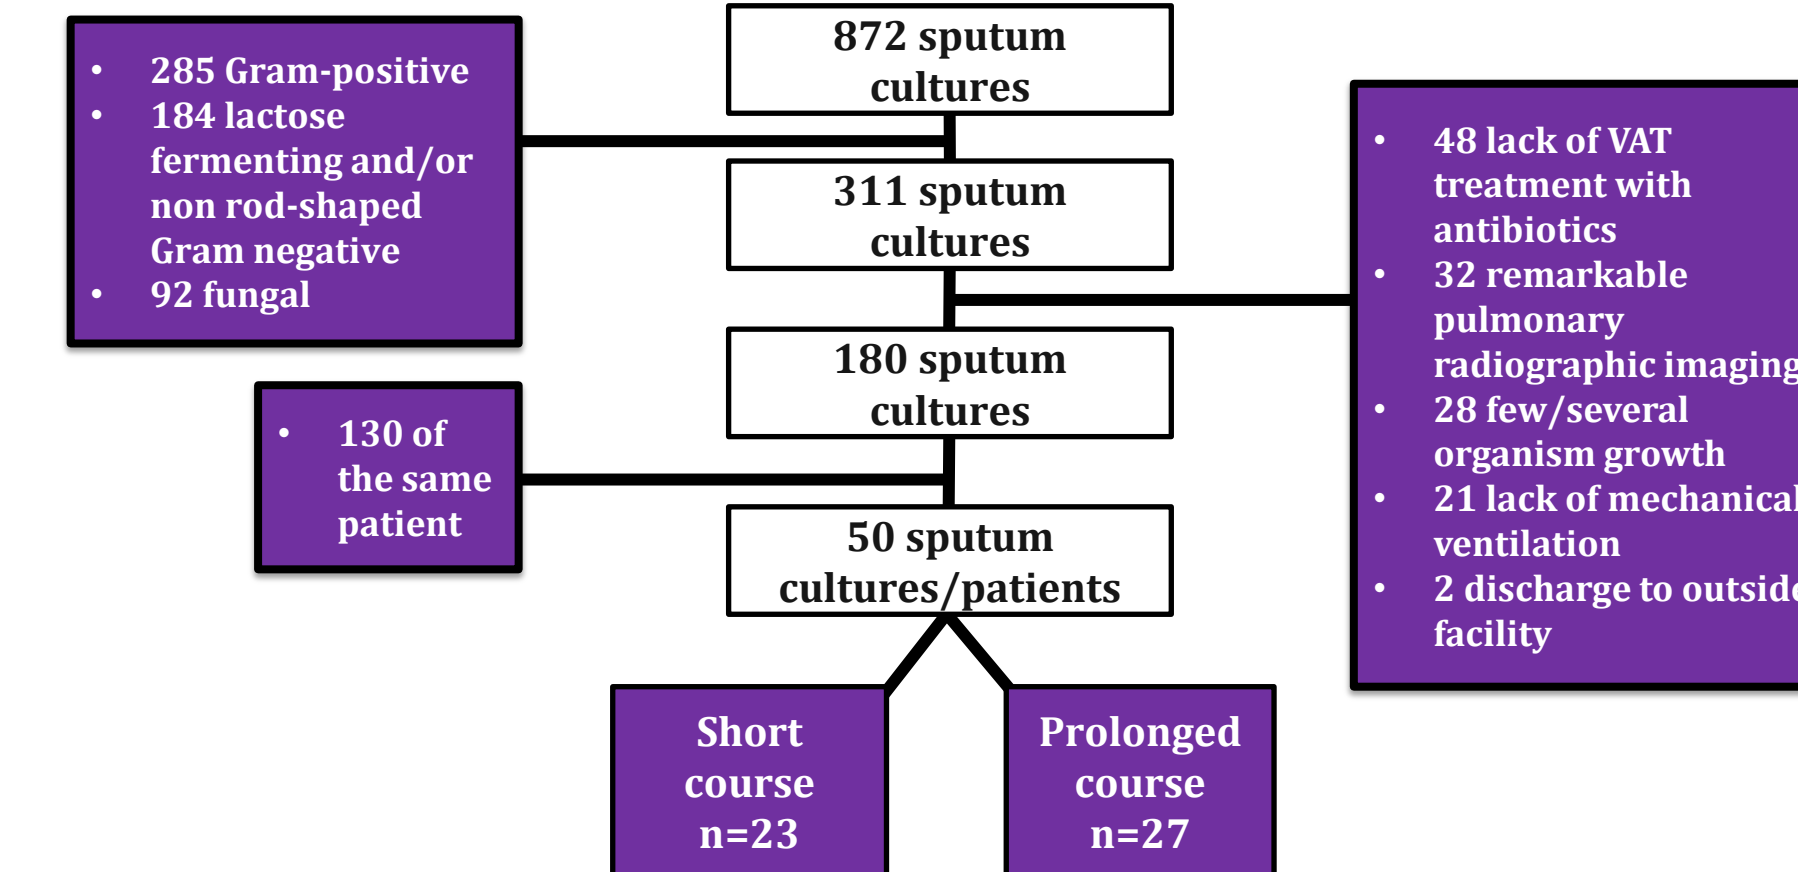 872 sputum
cultures
• 285 Gram-positive
• 184 lactose
fermenting and/or
non rod-shaped
Gram negative
• 92 fungal
311 sputum
cultures
• 48 lack of VAT
treatment with
antibiotics
• 32 remarkable
pulmonary
radiographic imaging
• 28 few/several
organism growth
• 21 lack of mechanical
ventilation
• 2 discharge to outside
facility
180 sputum
cultures
• 130 of
the same
patient
50 sputum
cultures/patients
Short
course
n=23
Prolonged
course
n=27